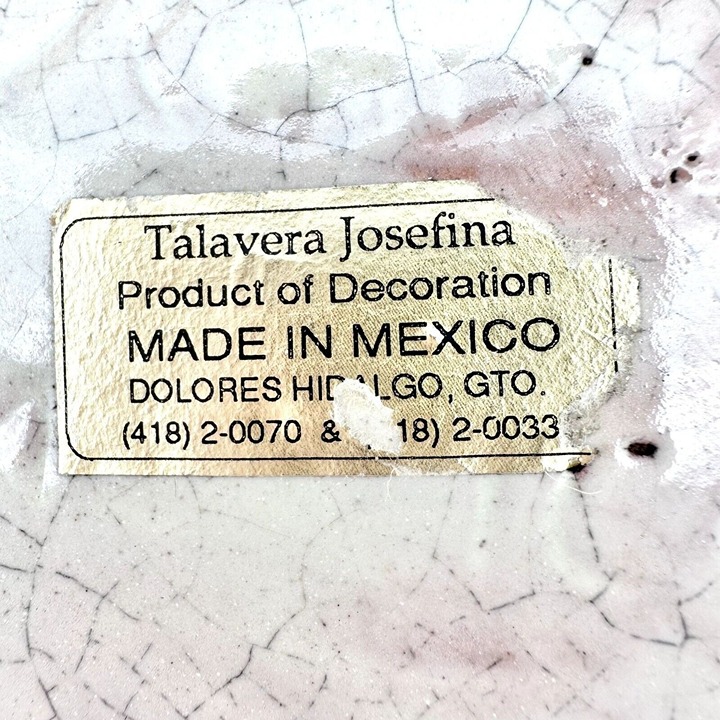 Talavera Josefina
Product of Decoration
MADE IN MEXICO
DOLORES HIDALGO, GTO.
(418) 2-0070 & 18) 2-0033